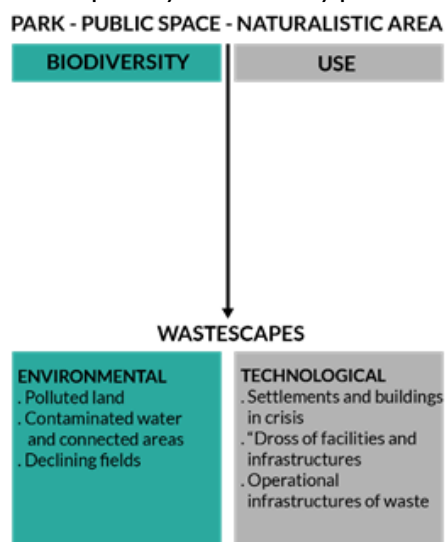 PARK - PUBLIC SPACE - NATURALISTIC AREA
BIODIVERSITY
USE
WASTESCAPES
ENVIRONMENTAL
. Polluted land
. Contaminated water
and connected areas
. Declining fields
TECHNOLOGICAL
. Settlements and buildings
in crisis
. "Dross of facilities and
infrastructures
. Operational
infrastructures of waste